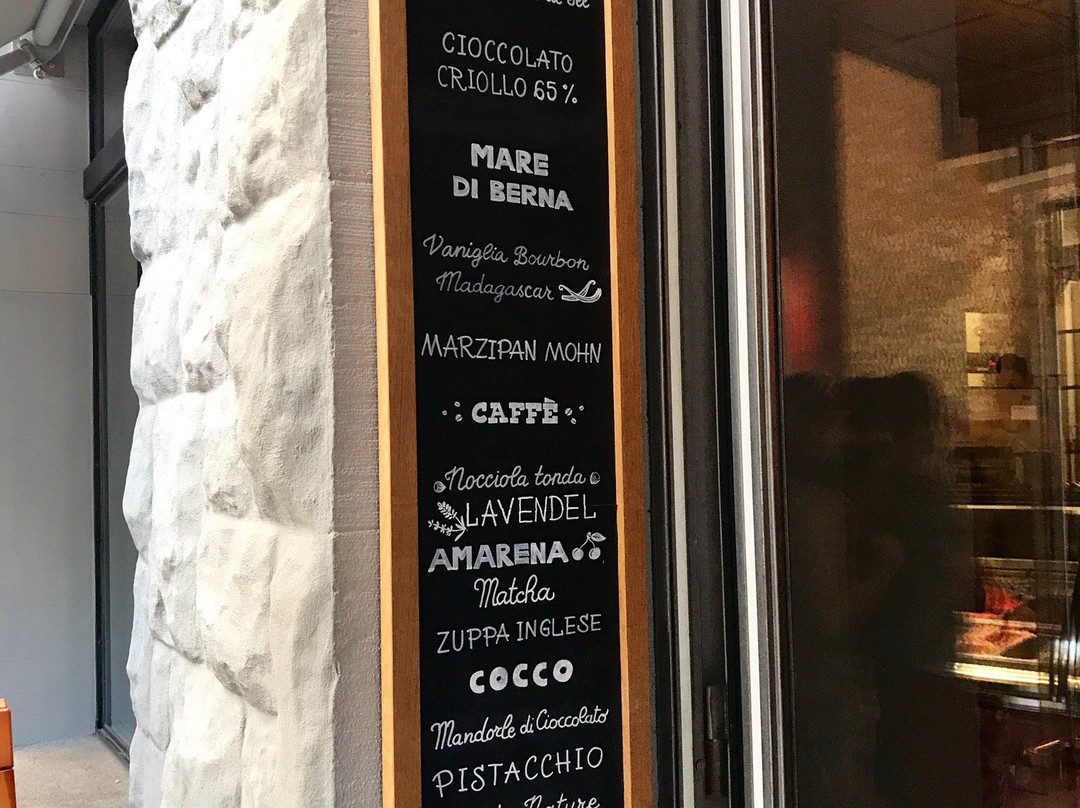 CIOCCOLATO
CRIOLLO 65%
MARE
DI BERNA
Vaniglia Bourbon
Madagascar
MARZIPAN MOHN
CAFFÈ
Nocciola tonda
LAVENDEL
AMARENA
Matcha
ZUPPA INGLESE
COCCO
Mandorle di Cioccolato
PISTACCHIO
Nature